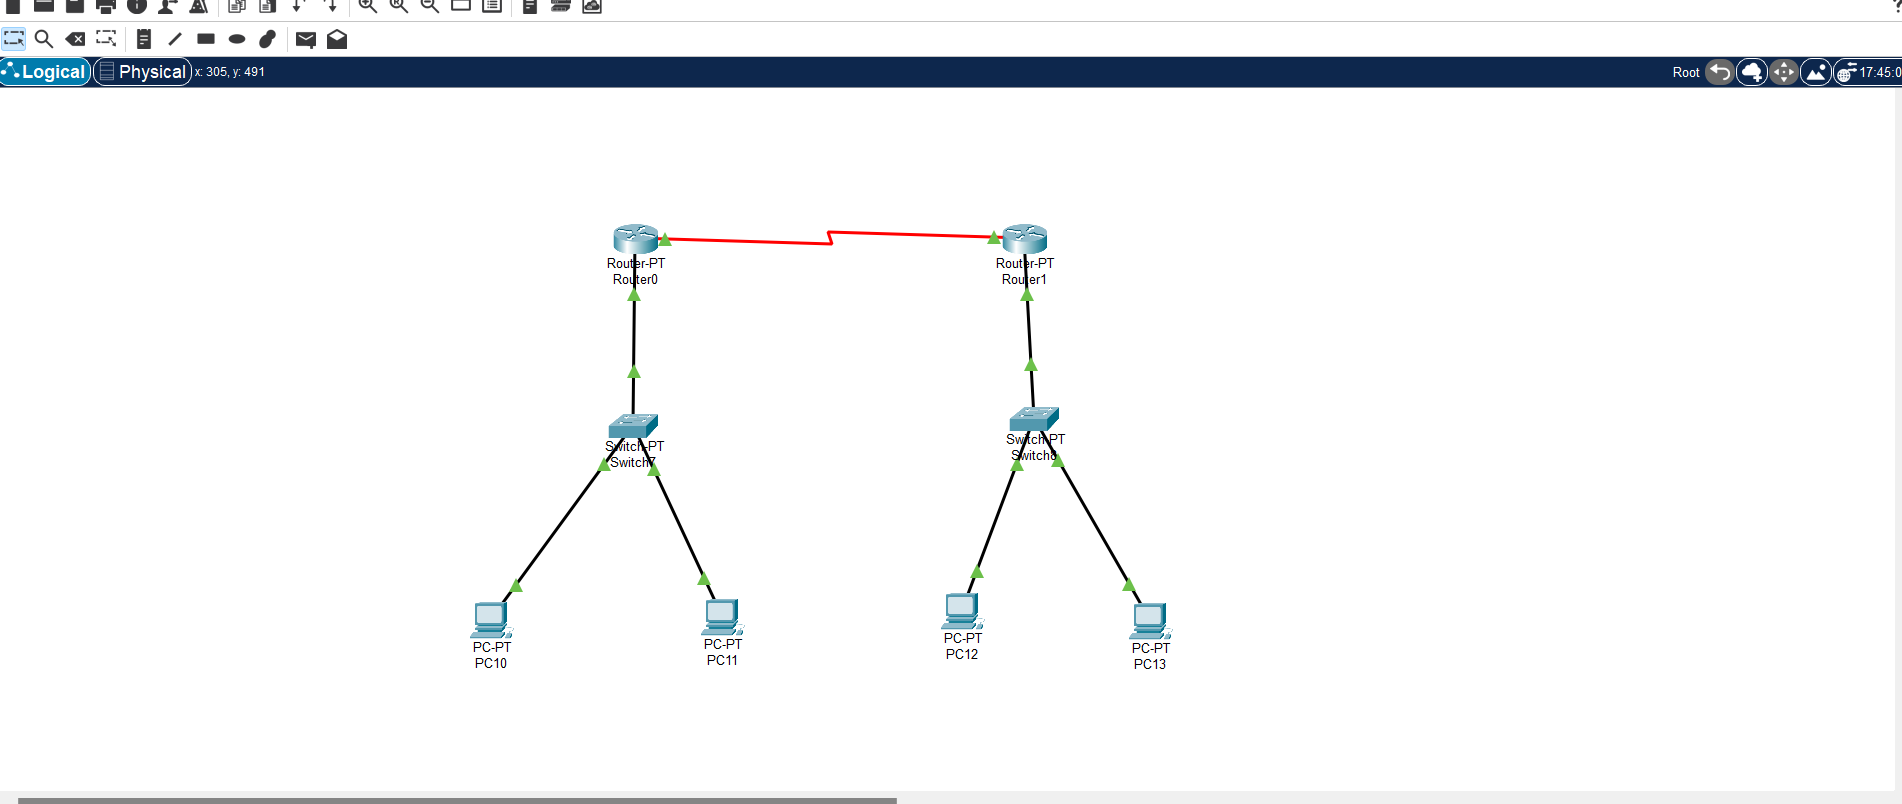 Logical Physical x: 305, y: 491 Root 17:45:0
Router-PT
Router0
Router-PT
Router1
Switch-PT
Switch7
Switch-PT
PC-PT
PC10
PC-PT
PC11
PC-PT
PC12
PC-PT
PC13